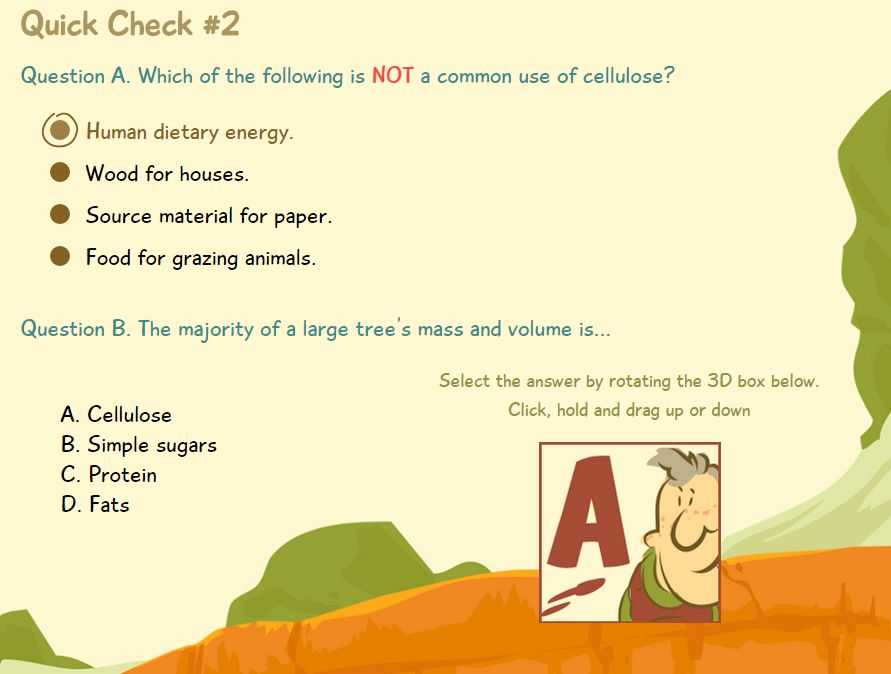 Quick Check #2
Question A. Which of the following is NOT a common use of cellulose?
Human dietary energy.
Wood for houses.
Source material for paper.
Food for grazing animals.
Question B. The majority of a large tree's mass and volume is...
Select the answer by rotating the 3D box below.
Click, hold and drag up or down
A. Cellulose
B. Simple sugars
C. Protein
D. Fats
A